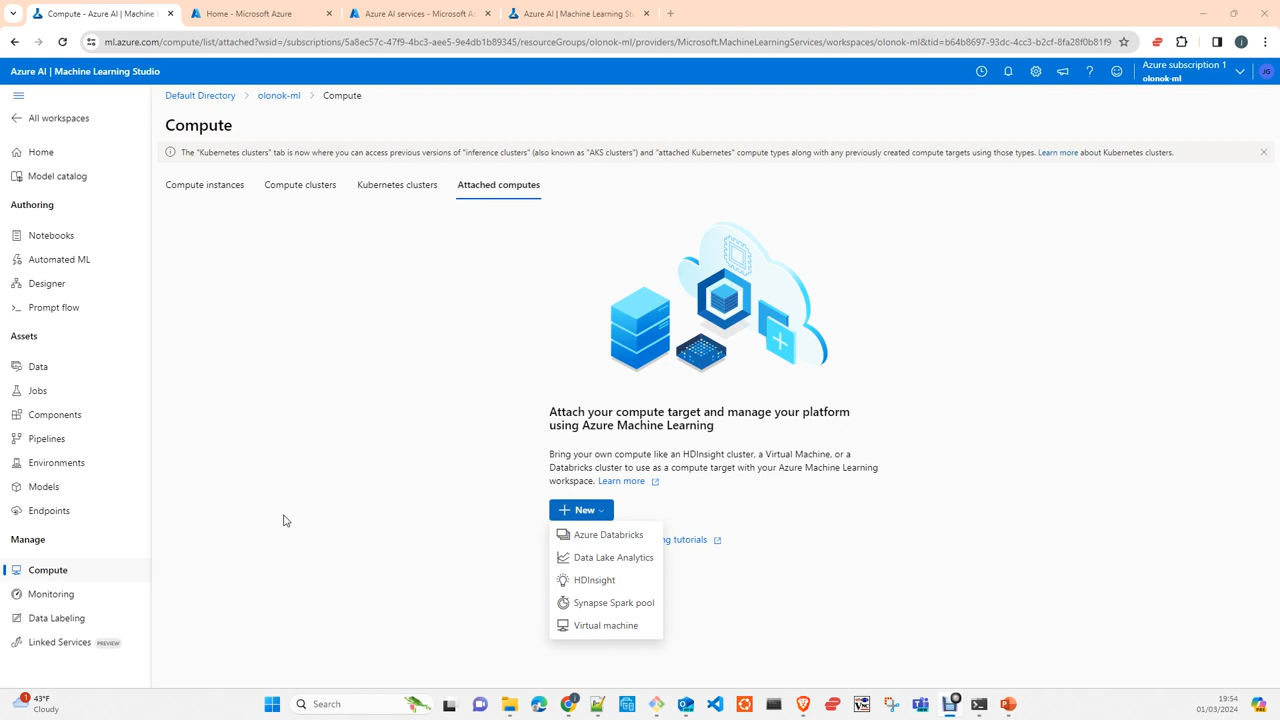 Compute - Azure AI | Machine Le
Home - Microsoft Azure
Azure AI services - Microsoft Az
Azure AI | Machine Learning Stu
ml.azure.com/compute/list/attached?wsid=/subscriptions/5a8ec57c-47f9-4bc3-aee5-9e4db1b89345/resourceGroups/olonok-ml/providers/Microsoft.MachineLearningServices/workspaces/olonok-ml&tid=b64b8697-93dc-4cc3-b2cf-8fa28f0b81f9
Azure AI | Machine Learning Studio
Azure subscription 1
olonok-ml
JG
Default Directory > olonok-ml > Compute
All workspaces
Home
Model catalog
Authoring
Notebooks
Automated ML
Designer
Prompt flow
Assets
Data
Jobs
Components
Pipelines
Environments
Models
Endpoints
Manage
Compute
Monitoring
Data Labeling
Linked Services PREVIEW
Compute
The "Kubernetes clusters" tab is now where you can access previous versions of "inference clusters" (also known as "AKS clusters") and "attached Kubernetes" compute types along with any previously created compute targets using those types. Learn more about Kubernetes clusters.
Compute instances
Compute clusters
Kubernetes clusters
Attached computes
Attach your compute target and manage your platform
using Azure Machine Learning
Bring your own compute like an HDInsight cluster, a Virtual Machine, or a
Databricks cluster to use as a compute target with your Azure Machine Learning
workspace. Learn more
New
ng tutorials
Azure Databricks
Data Lake Analytics
HDInsight
Synapse Spark pool
Virtual machine
1
43°F
Cloudy
Search
19:54
01/03/2024